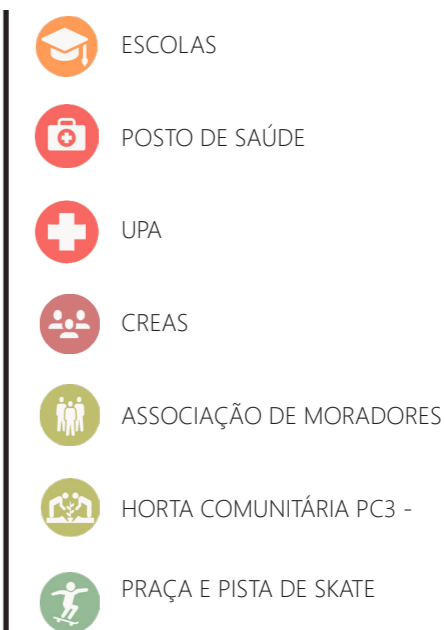 ESCOLAS
POSTO DE SAÚDE
UPA
CREAS
ASSOCIAÇÃO DE MORADORES
HORTA COMUNITÁRIA PC3 -
PRAÇA E PISTA DE SKATE